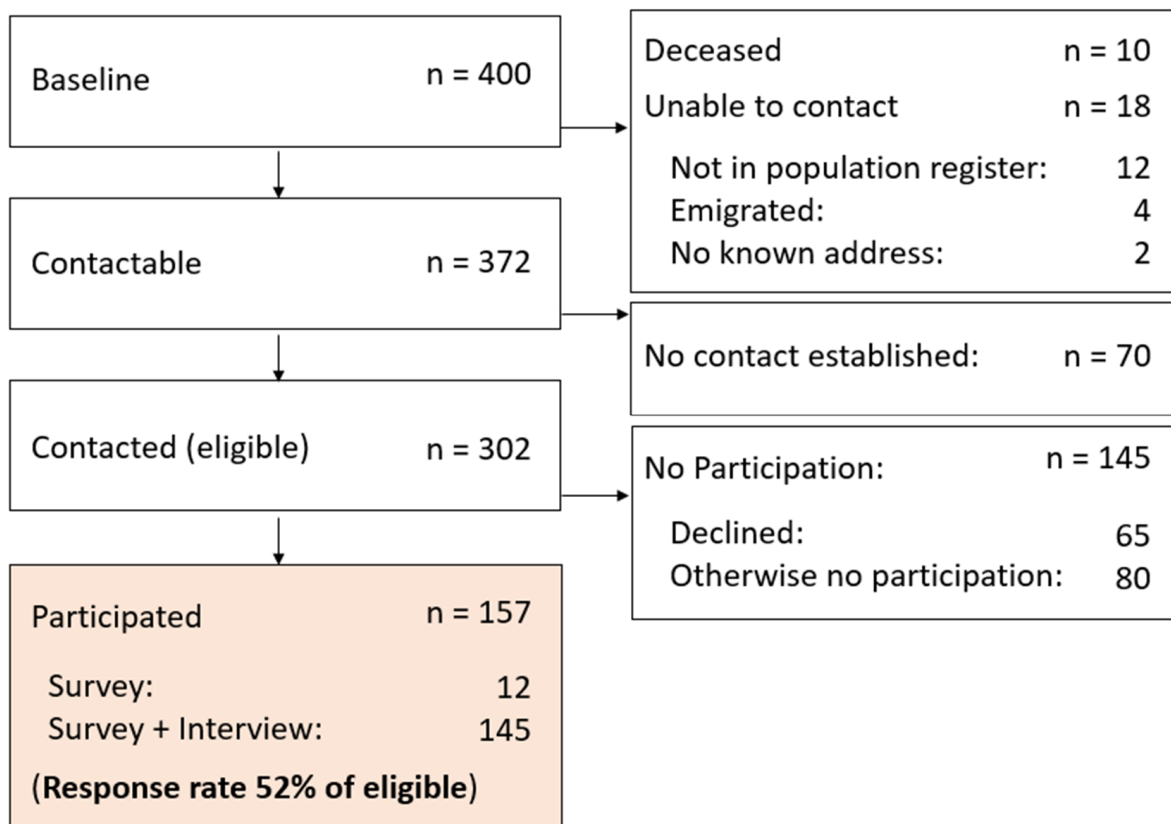 Baseline n = 400
Deceased n = 10
Unable to contact n = 18
Not in population register: 12
Emigrated: 4
No known address: 2
Contactable n = 372
No contact established: n = 70
Contacted (eligible) n = 302
No Participation: n = 145
Declined: 65
Otherwise no participation: 80
Participated n = 157
Survey: 12
Survey + Interview: 145
(Response rate 52% of eligible)